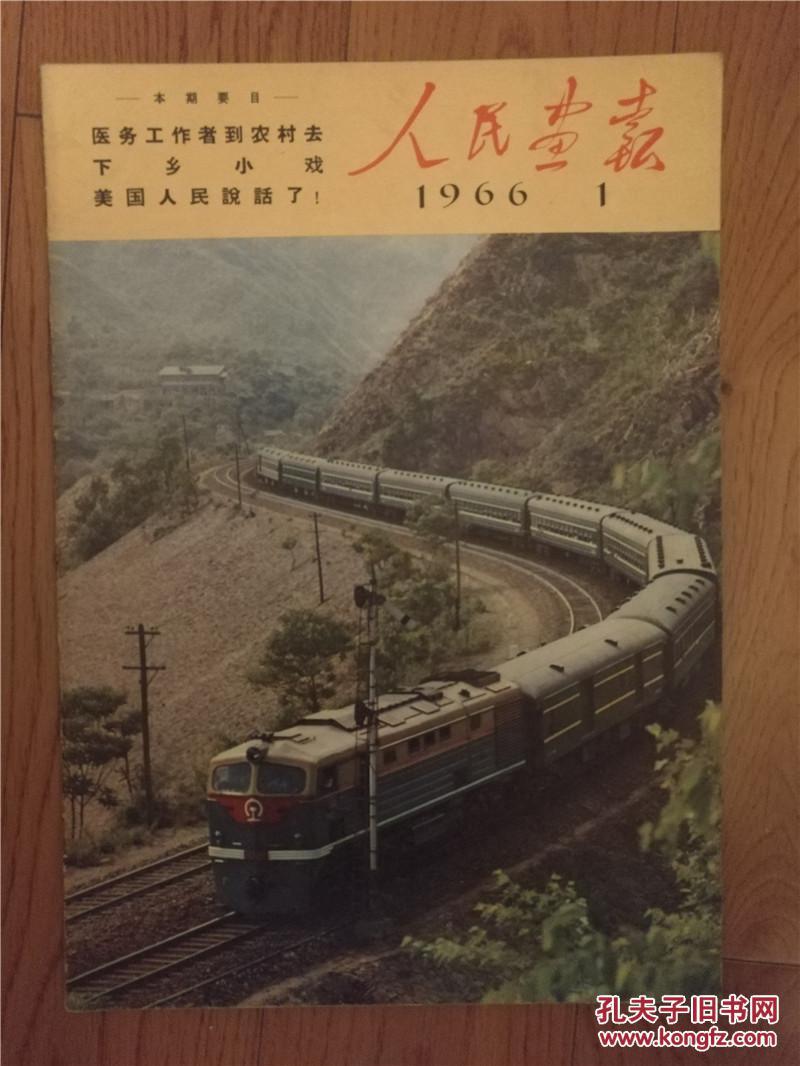 本期要目
医务工作者到农村去
下乡小戏
美国人民說話了！
人民画报
1966 1
孔夫子旧书网
www.kongfz.com